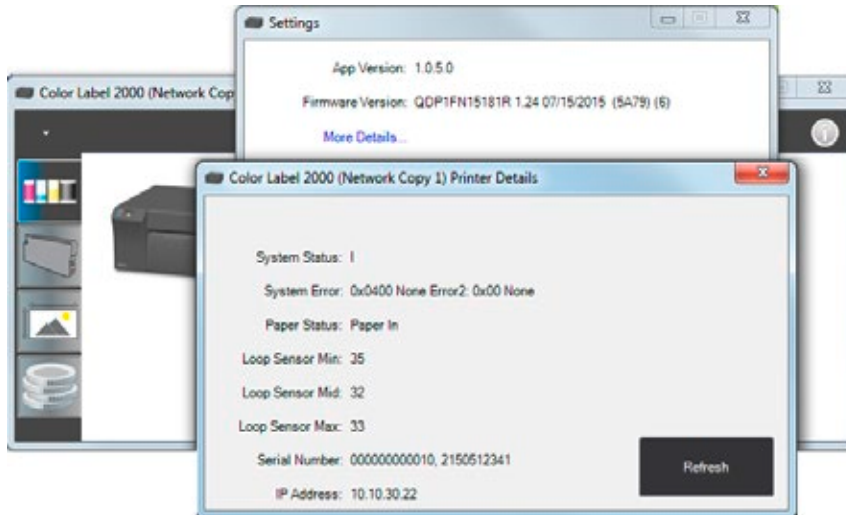 Settings
App Version: 1.0.5.0
Firmware Version: QDP1FN15181R 1.24 07/15/2015 (5A79) (6)
More Details...
Color Label 2000 (Network Cop
Color Label 2000 (Network Copy 1) Printer Details
System Status: I
System Error: 0x0400 None Error2: 0x00 None
Paper Status: Paper In
Loop Sensor Min: 35
Loop Sensor Mid: 32
Loop Sensor Max: 33
Serial Number: 000000000010, 2150512341
IP Address: 10.10.30.22
Refresh